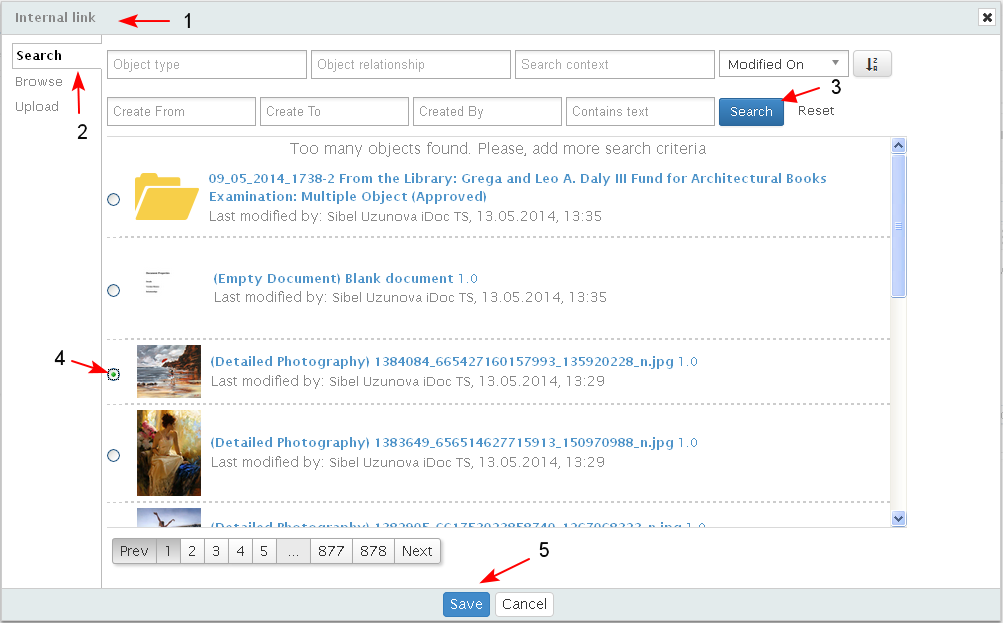 Internal link
1
Search
Browse
Upload
2
Object type
Object relationship
Search context
Modified On
Create From
Create To
Created By
Contains text
Search
Reset
3
Too many objects found. Please, add more search criteria
09_05_2014_1738-2 From the Library: Grega and Leo A. Daly III Fund for Architectural Books
Examination: Multiple Object (Approved)
Last modified by: Sibel Uzunova iDoc TS, 13.05.2014, 13:35
(Empty Document) Blank document 1.0
Last modified by: Sibel Uzunova iDoc TS, 13.05.2014, 13:35
4
(Detailed Photography) 1384084_665427160157993_135920228_n.jpg 1.0
Last modified by: Sibel Uzunova iDoc TS, 13.05.2014, 13:29
(Detailed Photography) 1383649_656514627715913_150970988_n.jpg 1.0
Last modified by: Sibel Uzunova iDoc TS, 13.05.2014, 13:29
(Detailed Photography)
Prev 1 2 3 4 5 ... 877 878 Next
5
Save Cancel